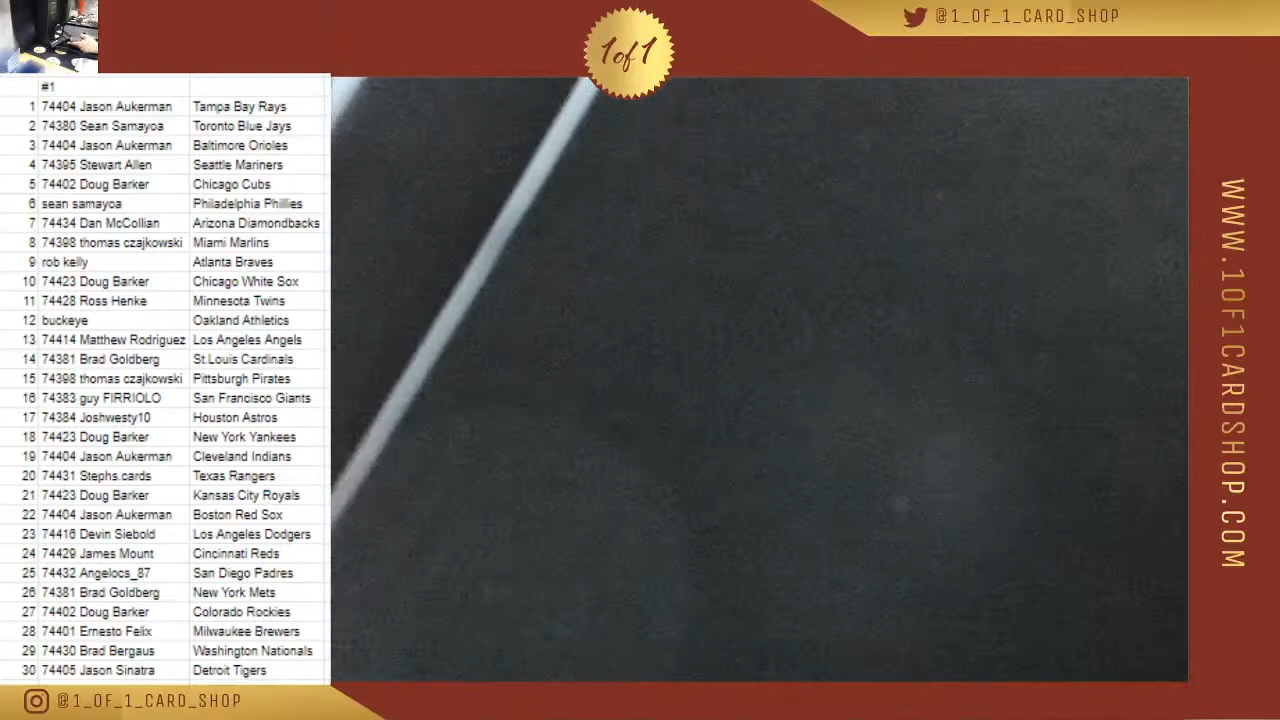 1of1
@1_OF_1_CARD_SHOP
#1
1 74404 Jason Aukerman Tampa Bay Rays
2 74380 Sean Samayoa Toronto Blue Jays
3 74404 Jason Aukerman Baltimore Orioles
4 74395 Stewart Allen Seattle Mariners
5 74402 Doug Barker Chicago Cubs
6 sean samayoa Philadelphia Phillies
7 74434 Dan McCollian Arizona Diamondbacks
8 74398 thomas czajkowski Miami Marlins
9 rob kelly Atlanta Braves
10 74423 Doug Barker Chicago White Sox
11 74428 Ross Henke Minnesota Twins
12 buckeye Oakland Athletics
13 74414 Matthew Rodriguez Los Angeles Angels
14 74381 Brad Goldberg St.Louis Cardinals
15 74398 thomas czajkowski Pittsburgh Pirates
16 74383 guy FIRRIOLO San Francisco Giants
17 74384 Joshwesty10 Houston Astros
18 74423 Doug Barker New York Yankees
19 74404 Jason Aukerman Cleveland Indians
20 74431 Stephs.cards Texas Rangers
21 74423 Doug Barker Kansas City Royals
22 74404 Jason Aukerman Boston Red Sox
23 74416 Devin Siebold Los Angeles Dodgers
24 74429 James Mount Cincinnati Reds
25 74432 Angelocs_87 San Diego Padres
26 74381 Brad Goldberg New York Mets
27 74402 Doug Barker Colorado Rockies
28 74401 Ernesto Felix Milwaukee Brewers
29 74430 Brad Bergaus Washington Nationals
30 74405 Jason Sinatra Detroit Tigers
WWW.1OF1CARDSHOP.COM
@1_OF_1_CARD_SHOP